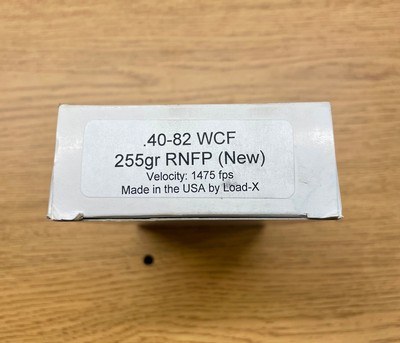 .40-82 WCF
255gr RNFP (New)
Velocity: 1475 fps
Made in the USA by Load-X